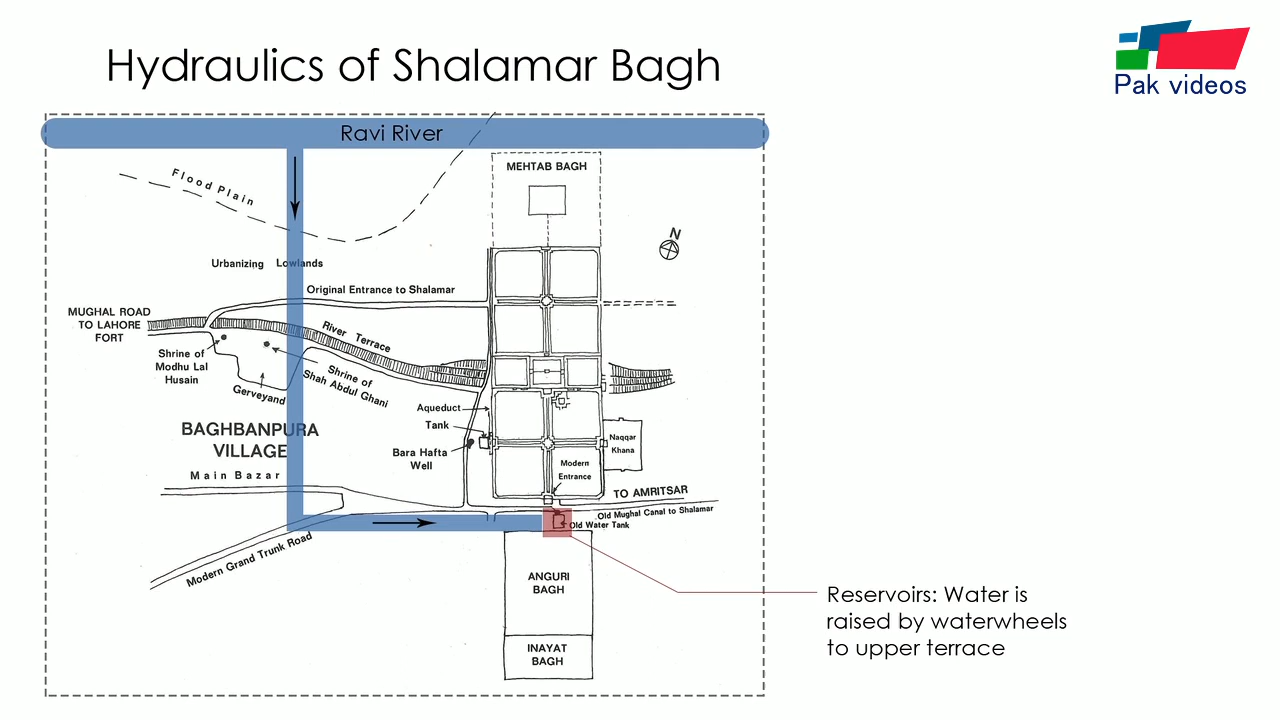 Hydraulics of Shalamar Bagh
Pak videos
Ravi River
MEHTAB BAGH
Flood Plain
N
Urbanizing Lowlands
Original Entrance to Shalamar
MUGHAL ROAD
TO LAHORE
FORT
River Terrace
Shrine of
Modhu Lal
Husain
Shrine of
Shah Abdul Ghani
Gerveyand
Aqueduct
Tank
BAGHBANPURA
VILLAGE
Bara Hafta
Well
Naqqar
Khana
Modern
Entrance
Main Bazar
TO AMRITSAR
Old Mughal Canal to Shalamar
Old Water Tank
Modern Grand Trunk Road
ANGURI
BAGH
INAYAT
BAGH
Reservoirs: Water is
raised by waterwheels
to upper terrace